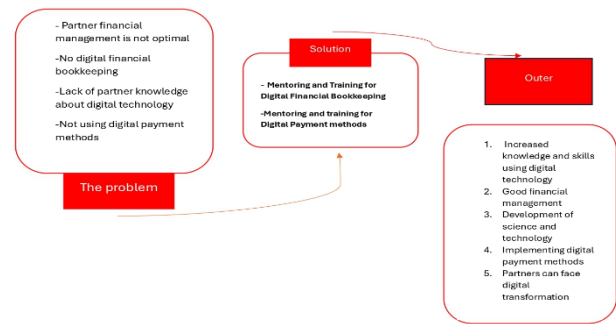 - Partner financial
management is not optimal
-No digital financial
bookkeeping
-Lack of partner knowledge
about digital technology
-Not using digital payment
methods
The problem
Solution
- Mentoring and Training for
Digital Financial Bookkeeping
-Mentoring and training for
Digital Payment methods
Outer
1. Increased
knowledge and skills
using digital
technology
2. Good financial
management
3. Development of
science and
technology
4. Implementing digital
payment methods
5. Partners can face
digital
transformation